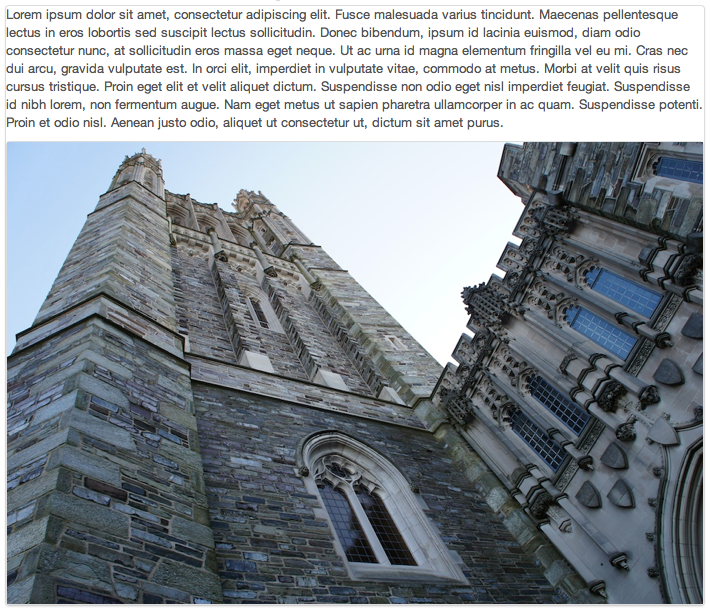 Lorem ipsum dolor sit amet, consectetur adipiscing elit. Fusce malesuada varius tincidunt. Maecenas pellentesque
lectus in eros lobortis sed suscipit lectus sollicitudin. Donec bibendum, ipsum id lacinia euismod, diam odio
consectetur nunc, at sollicitudin eros massa eget neque. Ut ac urna id magna elementum fringilla vel eu mi. Cras nec
dui arcu, gravida vulputate est. In orci elit, imperdiet in vulputate vitae, commodo at metus. Morbi at velit quis risus
cursus tristique. Proin eget elit et velit aliquet dictum. Suspendisse non odio eget nisl imperdiet feugiat. Suspendisse
id nibh lorem, non fermentum augue. Nam eget metus ut sapien pharetra ullamcorper in ac quam. Suspendisse potenti.
Proin et odio nisl. Aenean justo odio, aliquet ut consectetur ut, dictum sit amet purus.